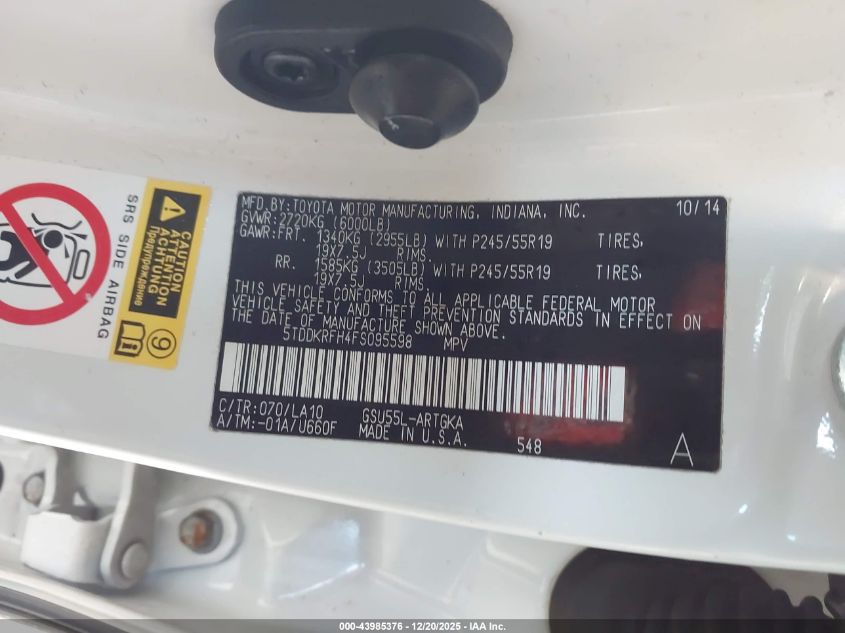 MFD.BY:TOYOTA MOTOR MANUFACTURING, INDIANA, INC. 10/14
GVWR:2720KG (6000LB)
GAWR:FRT. 1340KG (2955LB) WITH P245/55R19 TIRES,
19X7.5J RIMS.
RR. 1585KG (3505LB) WITH P245/55R19 TIRES,
19X7.5J RIMS.
THIS VEHICLE CONFORMS TO ALL APPLICABLE FEDERAL MOTOR
VEHICLE SAFETY AND THEFT PREVENTION STANDARDS IN EFFECT ON
THE DATE OF MANUFACTURE SHOWN ABOVE.
5TDDKRFH4FS095598 MPV
C/TR:070/LA10 GSU55L-ARTGKA
A/TM:-01A/U660F MADE IN U.S.A.
548 A
SRS SIDE AIRBAG
CAUTION
ATTENTION
ACHTUNG
Предупреждение
9
000-43985376 - 12/20/2025 - IAA Inc.